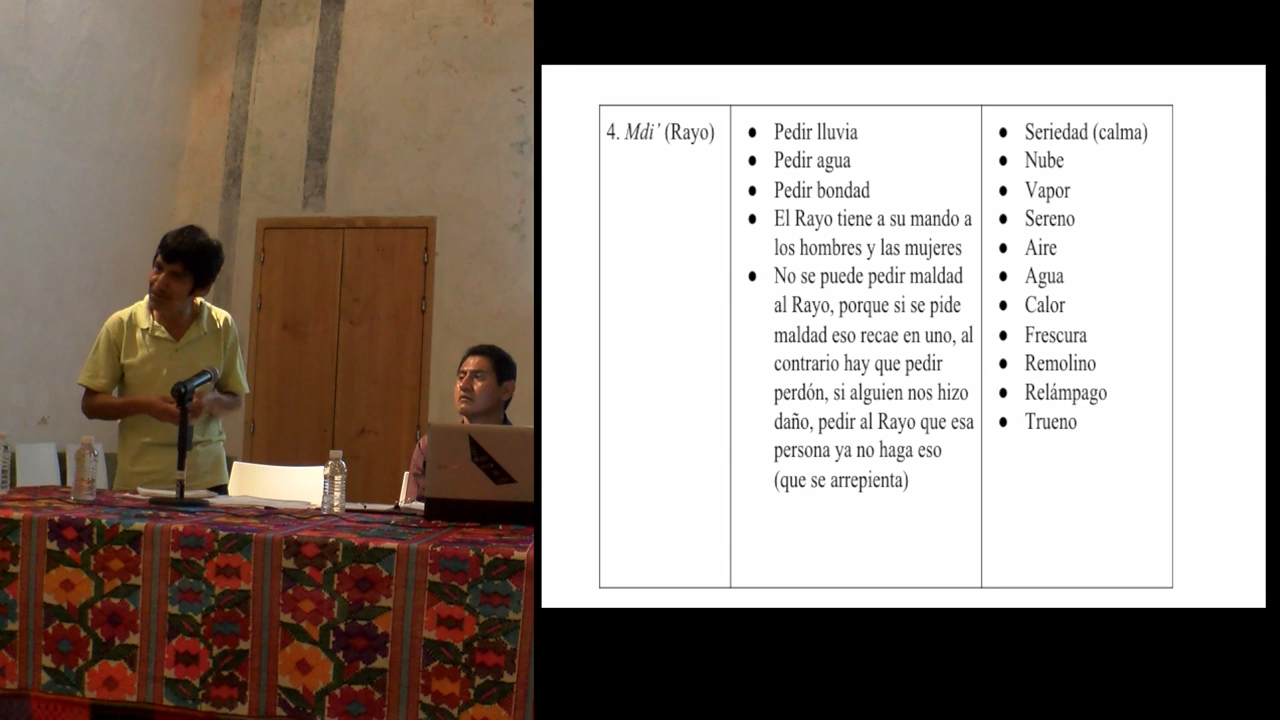 4. Mdi’ (Rayo)
● Pedir lluvia
● Pedir agua
● Pedir bondad
● El Rayo tiene a su mando a
los hombres y las mujeres
● No se puede pedir maldad
al Rayo, porque si se pide
maldad eso recae en uno, al
contrario hay que pedir
perdón, si alguien nos hizo
daño, pedir al Rayo que esa
persona ya no haga eso
(que se arrepienta)
● Seriedad (calma)
● Nube
● Vapor
● Sereno
● Aire
● Agua
● Calor
● Frescura
● Remolino
● Relámpago
● Trueno